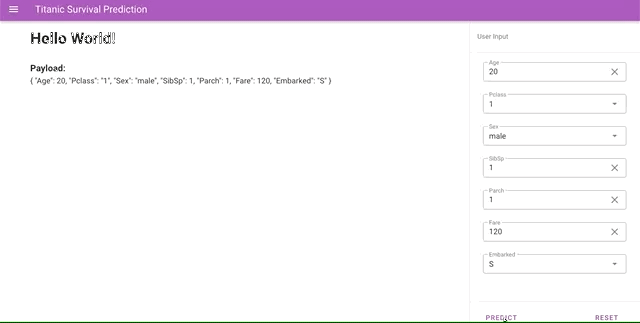 Titanic Survival Prediction
Hello World!
Payload:
{ "Age": 20, "Pclass": "1", "Sex": "male", "SibSp": 1, "Parch": 1, "Fare": 120, "Embarked": "S" }
User Input
Age
20
Pclass
1
Sex
male
SibSp
1
Parch
1
Fare
120
Embarked
S
PREDICT
RESET